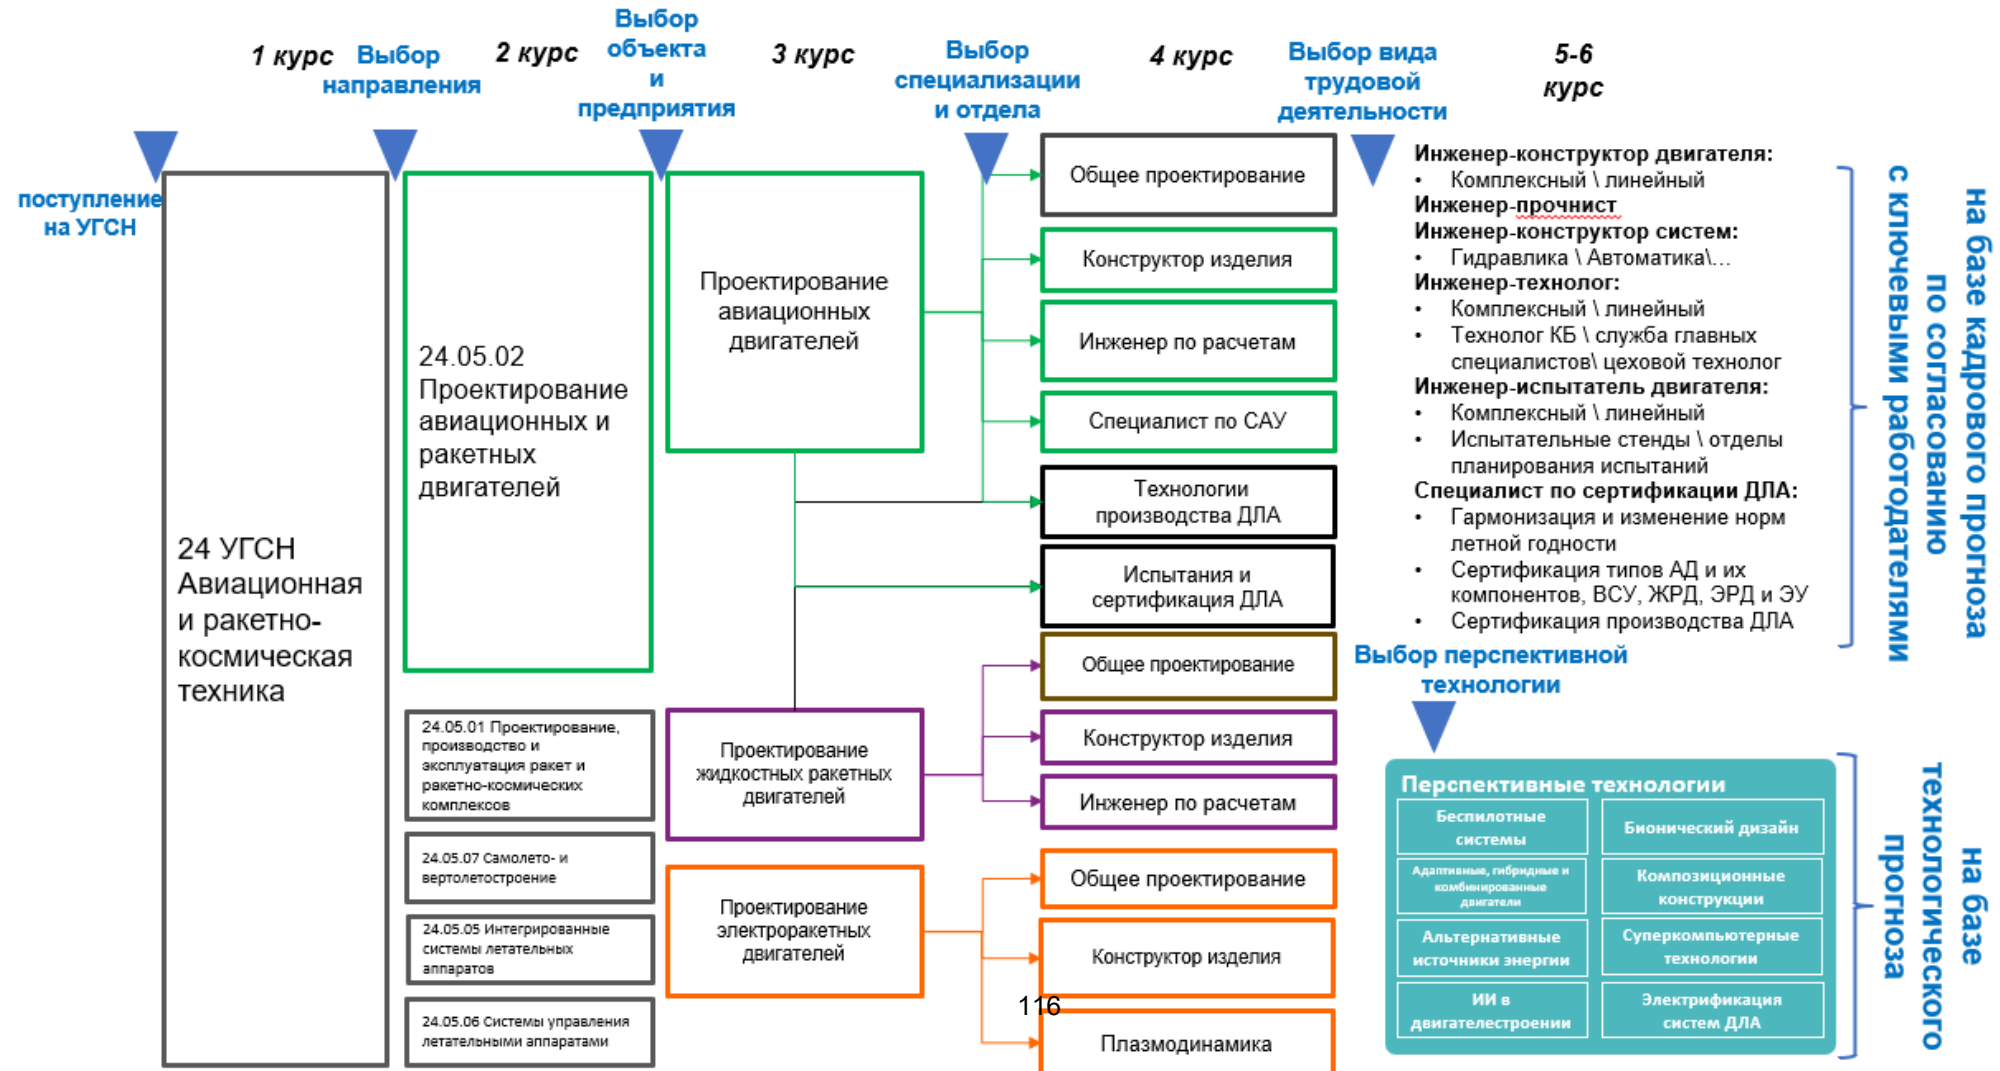 1 курс
Выбор
направления
2 курс
Выбор
объекта
и
предприятия
3 курс
Выбор
специализации
и отдела
4 курс
Выбор вида
трудовой
деятельности
5-6
курс
поступление
на УГСН
24 УГСН
Авиационная
и ракетно-
космическая
техника
24.05.02
Проектирование
авиационных и
ракетных
двигателей
24.05.01 Проектирование,
производство и
эксплуатация ракет и
ракетно-космических
комплексов
24.05.07 Самолето- и
вертолетостроение
24.05.05 Интегрированные
системы летательных
аппаратов
24.05.06 Системы управления
летательными аппаратами
Проектирование
авиационных
двигателей
Проектирование
жидкостных ракетных
двигателей
Проектирование
электроракетных
двигателей
Общее проектирование
Конструктор изделия
Инженер по расчетам
Специалист по САУ
Технологии
производства ДЛА
Испытания и
сертификация ДЛА
Общее проектирование
Конструктор изделия
Инженер по расчетам
Общее проектирование
Конструктор изделия
116
Плазмодинамика
Инженер-конструктор двигателя:
• Комплексный \ линейный
Инженер-прочнист
Инженер-конструктор систем:
• Гидравлика \ Автоматика\...
Инженер-технолог:
• Комплексный \ линейный
• Технолог КБ \ служба главных
специалистов\ цеховой технолог
Инженер-испытатель двигателя:
• Комплексный \ линейный
• Испытательные стенды \ отделы
планирования испытаний
Специалист по сертификации ДЛА:
• Гармонизация и изменение норм
летной годности
• Сертификация типов АД и их
компонентов, ВСУ, ЖРД, ЭРД и ЭУ
• Сертификация производства ДЛА
на базе кадрового прогноза
по согласованию
с ключевыми работодателями
Выбор перспективной
технологии
Перспективные технологии
Беспилотные
системы
Бионический дизайн
Адаптивные, гибридные и
комбинированные
двигатели
Композиционные
конструкции
Альтернативные
источники энергии
Суперкомпьютерные
технологии
ИИ в
двигателестроении
Электрификация
систем ДЛА
на базе
технологического
прогноза